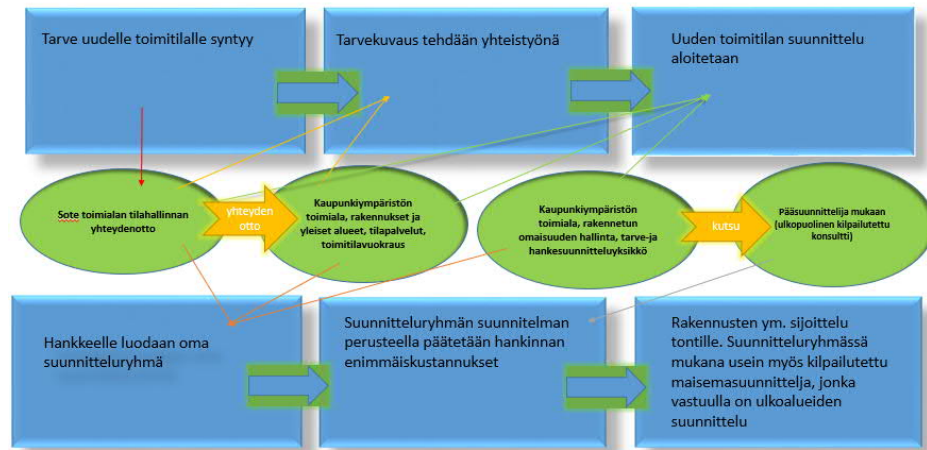 Tarve uudelle toimitilalle syntyy
Tarvekuvaus tehdään yhteistyönä
Uuden toimitilan suunnittelu
aloitetaan
Sote toimialan tilahallinnan
yhteydenotto
yhteyden
otto
Kaupunkiympäristön
toimiala, rakennukset ja
yleiset alueet, tilapalvelut,
toimitilavuokraus
Kaupunkiympäristön
toimiala, rakennetun
omaisuuden hallinta, tarve-ja
hankesuunnitteluyksikkö
kutsu
Pääsuunnittelija mukaan
(ulkopuolinen kilpailutettu
konsultti)
Hankkeelle luodaan oma
suunnitteluryhmä
Suunnitteluryhmän suunnitelman
perusteella päätetään hankinnan
enimmäiskustannukset
Rakennusten ym. sijoittelu
tontille. Suunnitteluryhmässä
mukana usein myös kilpailutettu
maisemasuunnittelja, jonka
vastuulla on ulkoalueiden
suunnittelu